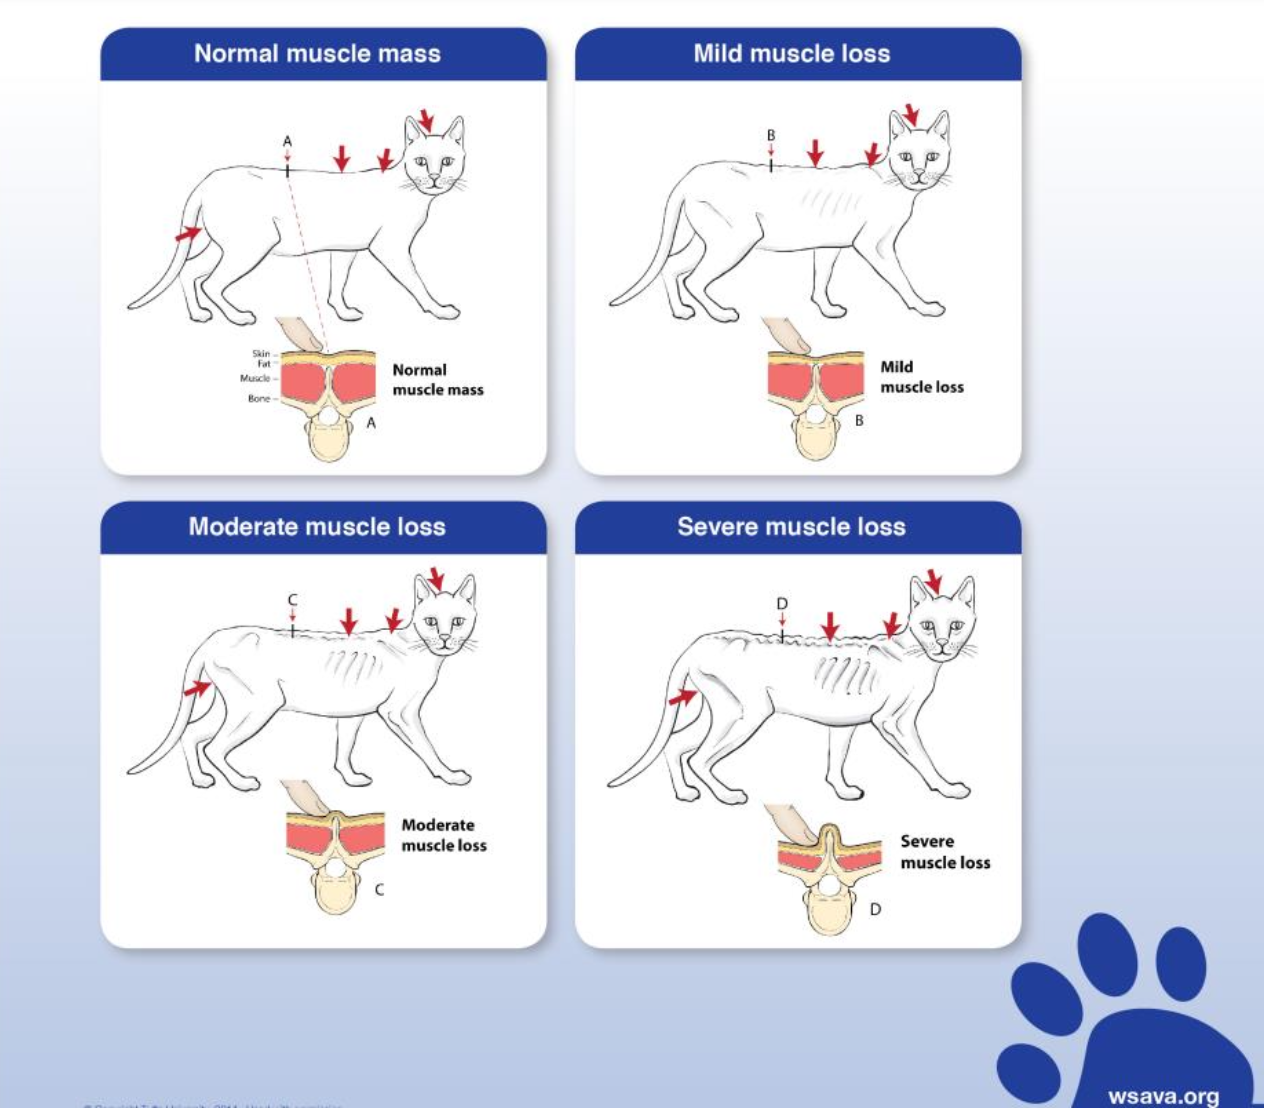 Normal muscle mass
A
Skin
Fat
Muscle
Bone
Normal
muscle mass
A
Mild muscle loss
B
Mild
muscle loss
B
Moderate muscle loss
C
Moderate
muscle loss
C
Severe muscle loss
D
Severe
muscle loss
D
wsava.org